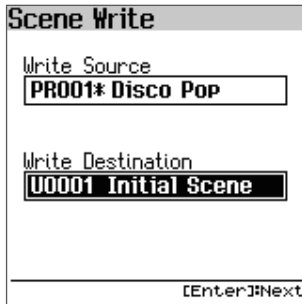 Scene Write
Write Source
PR001* Disco Pop
Write Destination
U0001 Initial Scene
[Enter]:Next